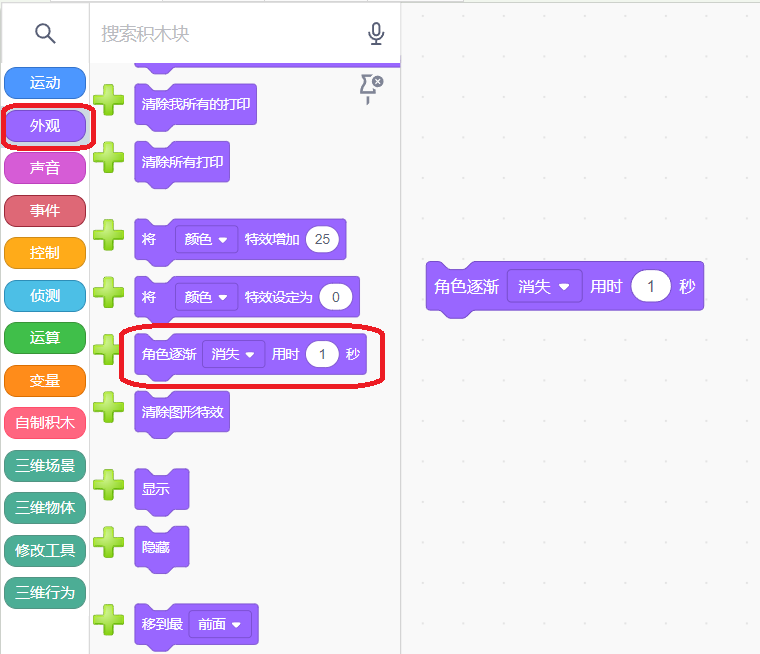 搜索积木块
运动
外观
声音
事件
控制
侦测
运算
变量
自制积木
三维场景
三维物体
修改工具
三维行为
清除我所有的打印
清除所有打印
将 颜色 特效增加 25
将 颜色 特效设定为 0
角色逐渐 消失 用时 1 秒
清除图形特效
显示
隐藏
移到最 前面
角色逐渐 消失 用时 1 秒